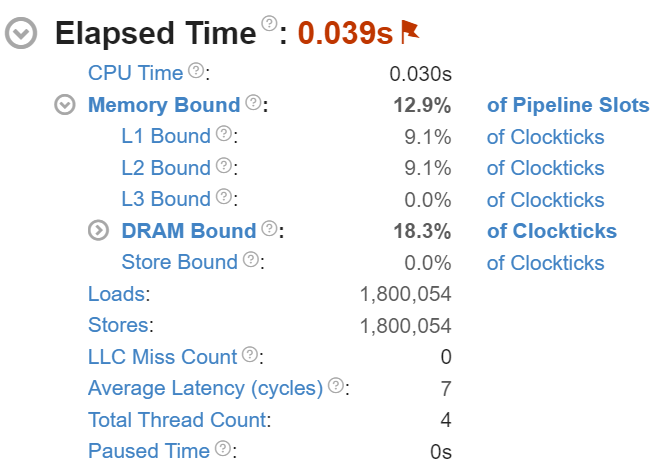 Elapsed Time ?: 0.039s
CPU Time ?: 0.030s
Memory Bound ?: 12.9% of Pipeline Slots
L1 Bound ?: 9.1% of Clockticks
L2 Bound ?: 9.1% of Clockticks
L3 Bound ?: 0.0% of Clockticks
DRAM Bound ?: 18.3% of Clockticks
Store Bound ?: 0.0% of Clockticks
Loads: 1,800,054
Stores: 1,800,054
LLC Miss Count ?: 0
Average Latency (cycles) ?: 7
Total Thread Count: 4
Paused Time ?: 0s